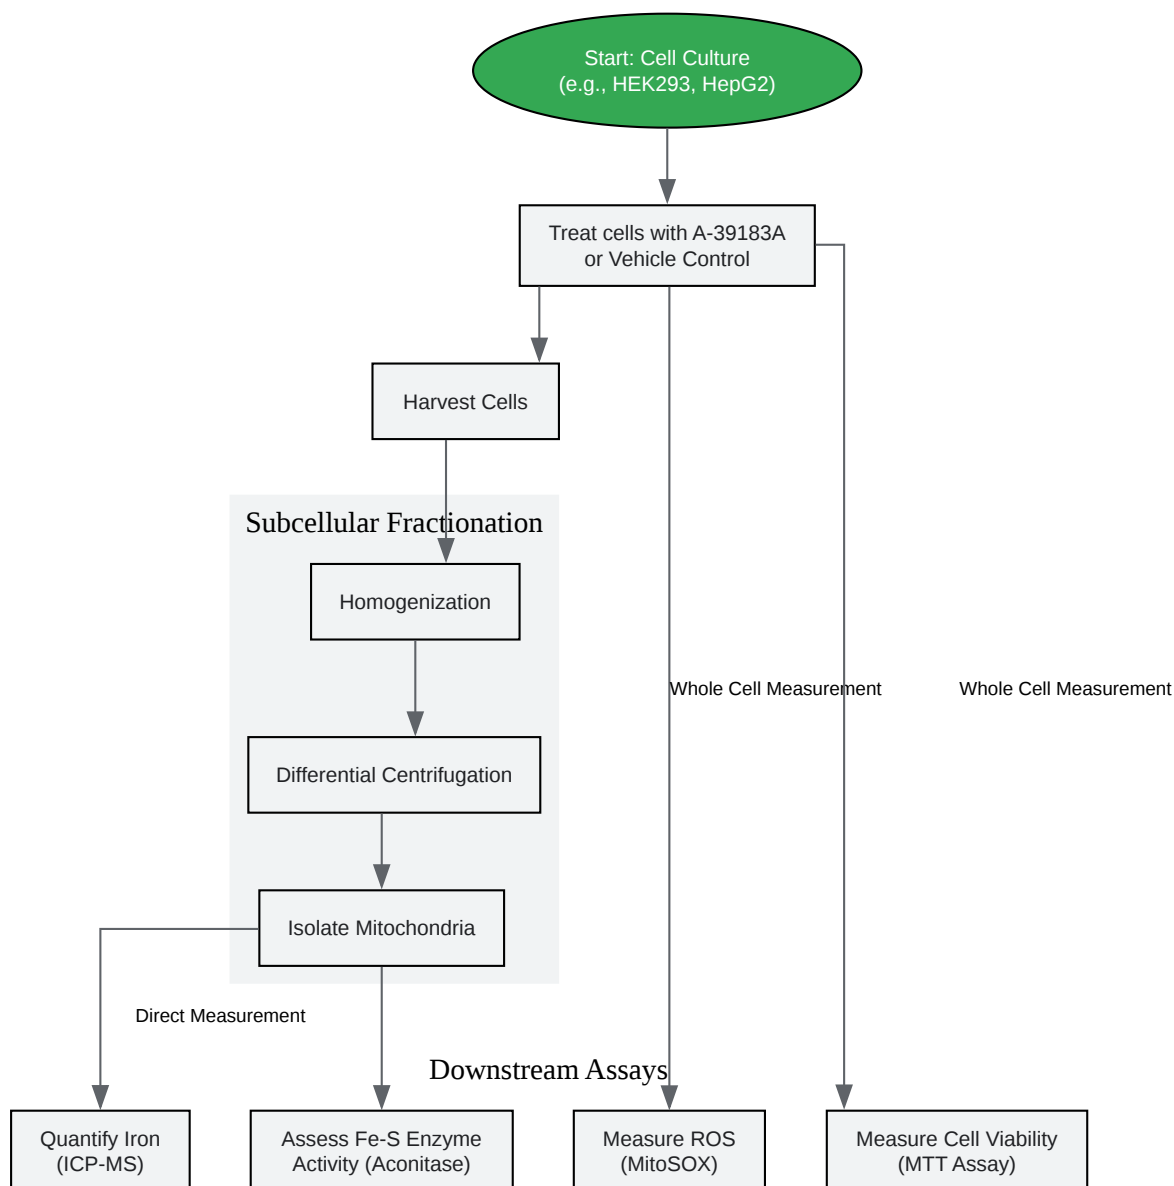 Start: Cell Culture
(e.g., HEK293, HepG2)
Treat cells with A-39183A
or Vehicle Control
Harvest Cells
Subcellular Fractionation
Homogenization
Whole Cell Measurement
Whole Cell Measurement
Differential Centrifugation
Isolate Mitochondria
Direct Measurement
Downstream Assays
Quantify Iron
(ICP-MS)
Assess Fe-S Enzyme
Activity (Aconitase)
Measure ROS
(MitoSOX)
Measure Cell Viability
(MTT Assay)